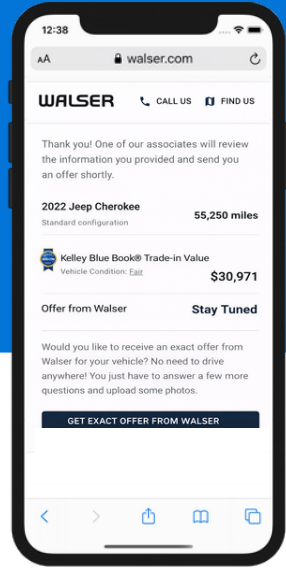 12:38
AA walser.com
WALSER CALL US FIND US
Thank you! One of our associates will review
the information you provided and send you
an offer shortly.
2022 Jeep Cherokee 55,250 miles
Standard configuration
Kelley Blue Book® Trade-in Value
Vehicle Condition: Fair
$30,971
Offer from Walser Stay Tuned
Would you like to receive an exact offer from
Walser for your vehicle? No need to drive
anywhere! You just have to answer a few more
questions and upload some photos.
GET EXACT OFFER FROM WALSER